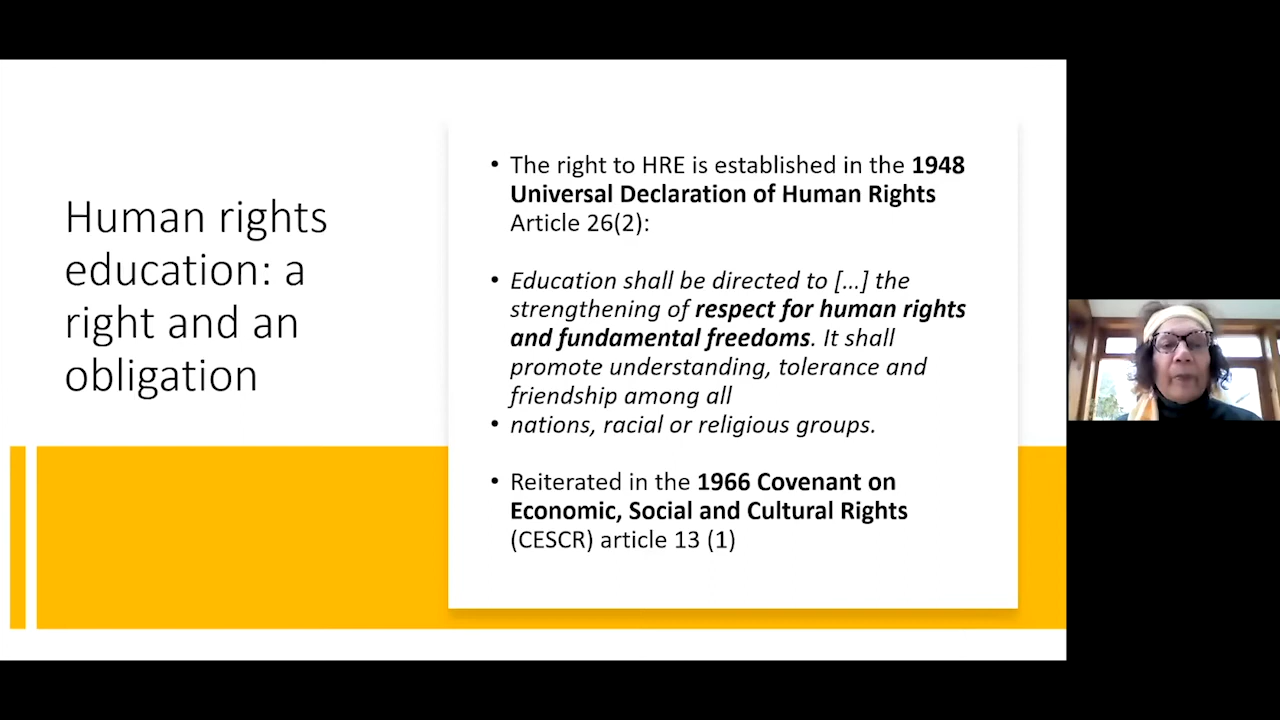 Human rights
education: a
right and an
obligation
• The right to HRE is established in the 1948
Universal Declaration of Human Rights
Article 26(2):
• Education shall be directed to […] the
strengthening of respect for human rights
and fundamental freedoms. It shall
promote understanding, tolerance and
friendship among all
• nations, racial or religious groups.
• Reiterated in the 1966 Covenant on
Economic, Social and Cultural Rights
(CESCR) article 13 (1)